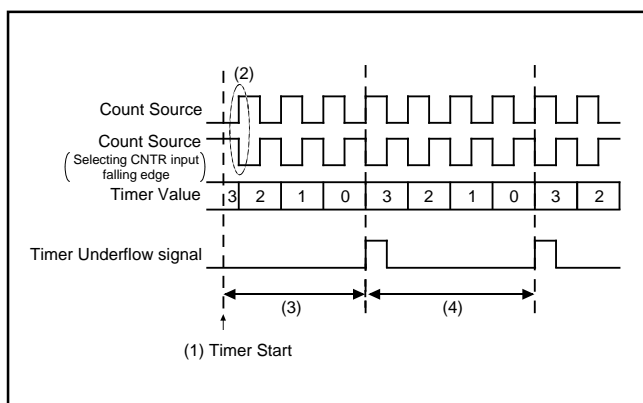 (2)
Count Source
Count Source
(Selecting CNTR input
falling edge)
Timer Value 3 2 1 0 3 2 1 0 3 2
Timer Underflow signal
(3) (4)
(1) Timer Start